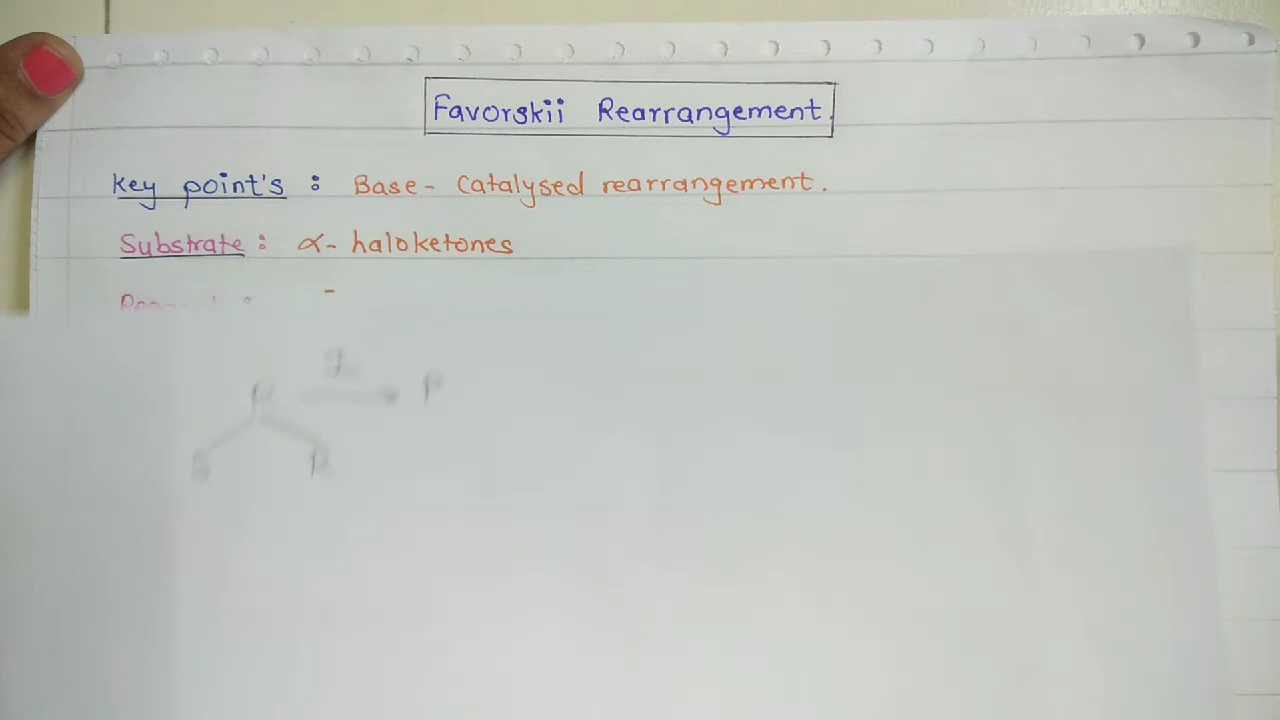 Favorskii Rearrangement.
Key point's : Base - Catalysed rearrangement.
Substrate : α - haloketones